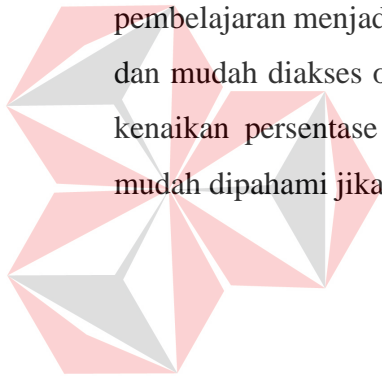 pembelajaran menjad
dan mudah diakses o
kenaikan persentase
mudah dipahami jika